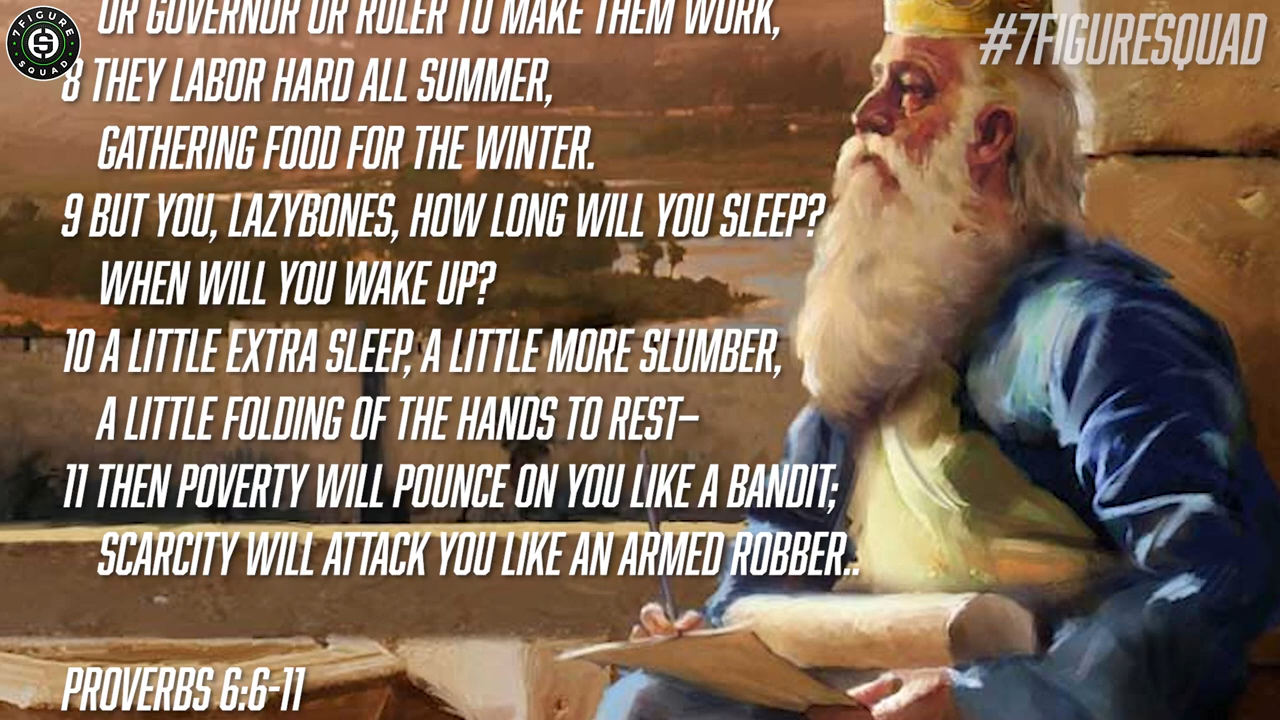 OR GOVERNOR OR RULER TO MAKE THEM WORK,
7FIGURE
SQUAD
#7FIGURESQUAD
8 THEY LABOR HARD ALL SUMMER,
GATHERING FOOD FOR THE WINTER.
9 BUT YOU, LAZYBONES, HOW LONG WILL YOU SLEEP?
WHEN WILL YOU WAKE UP?
10 A LITTLE EXTRA SLEEP, A LITTLE MORE SLUMBER,
A LITTLE FOLDING OF THE HANDS TO REST–
11 THEN POVERTY WILL POUNCE ON YOU LIKE A BANDIT;
SCARCITY WILL ATTACK YOU LIKE AN ARMED ROBBER..
PROVERBS 6:6-11